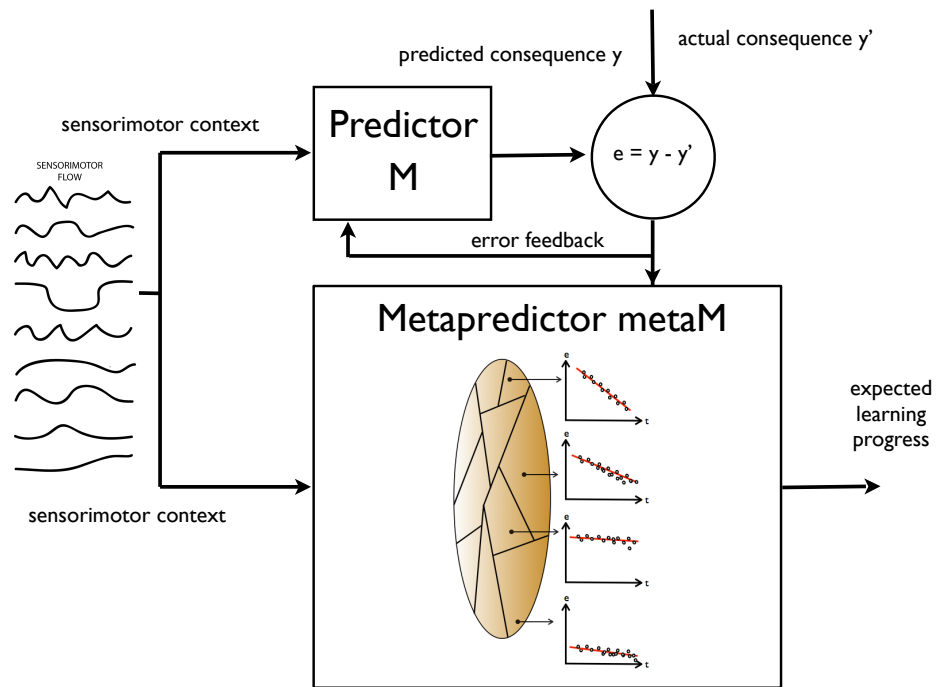 predicted consequence y
actual consequence y’
sensorimotor context
Predictor
M
e = y - y’
SENSORIMOTOR
FLOW
error feedback
Metapredictor metaM
e
t
e
t
e
t
e
t
expected
learning
progress
sensorimotor context